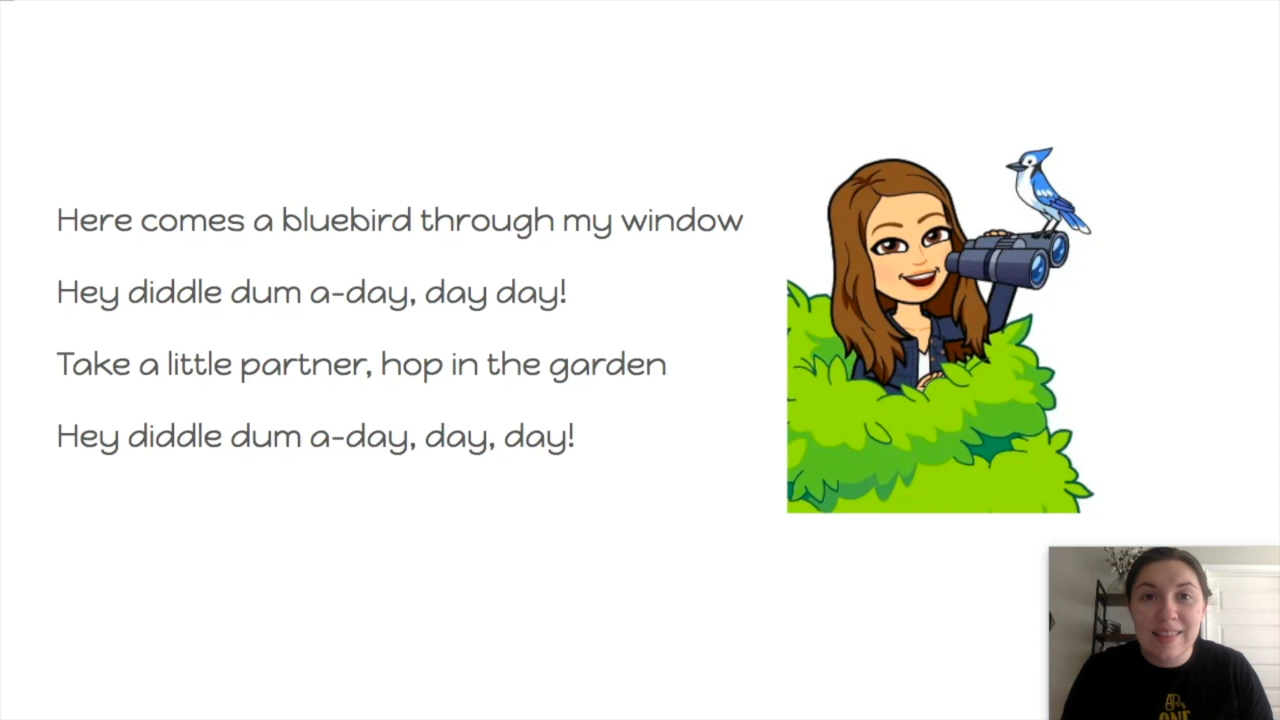 Here comes a bluebird through my window
Hey diddle dum a-day, day day!
Take a little partner, hop in the garden
Hey diddle dum a-day, day, day!
ONE